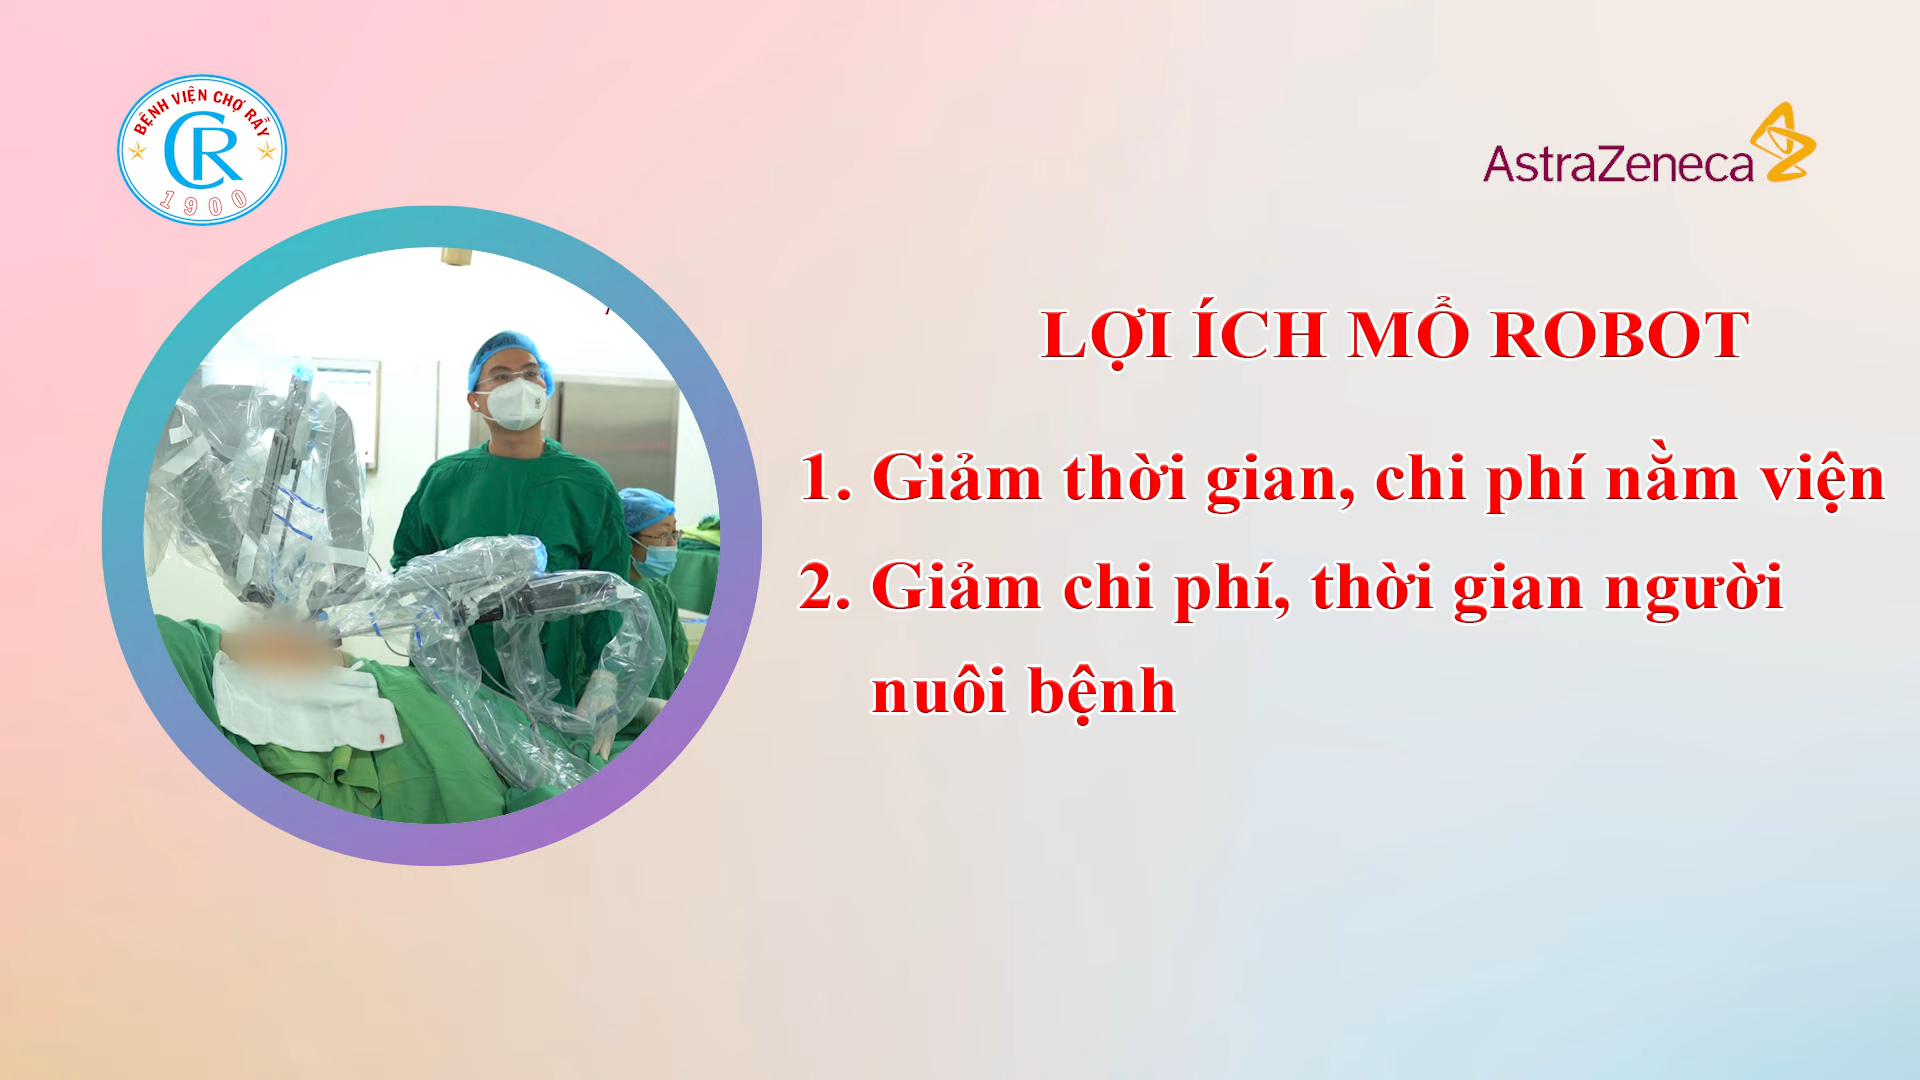 BỆNH VIỆN CHỢ RẪY
CR
1900
AstraZeneca
LỢI ÍCH MỔ ROBOT
1. Giảm thời gian, chi phí nằm viện
2. Giảm chi phí, thời gian người
nuôi bệnh